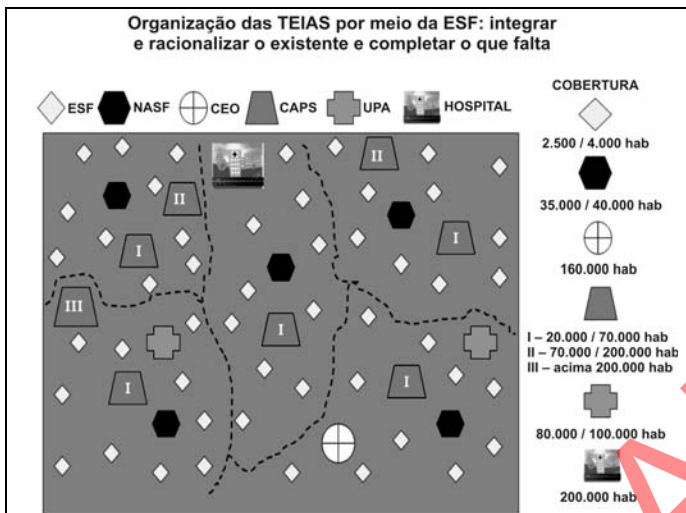 Organização das TEIAS por meio da ESF: integrar
e racionalizar o existente e completar o que falta
ESF NASF CEO CAPS UPA HOSPITAL
COBERTURA
2.500 / 4.000 hab
35.000 / 40.000 hab
160.000 hab
I – 20.000 / 70.000 hab
II – 70.000 / 200.000 hab
III – acima 200.000 hab
80.000 / 100.000 hab
200.000 hab
II
II
I
I
III
I
I
I